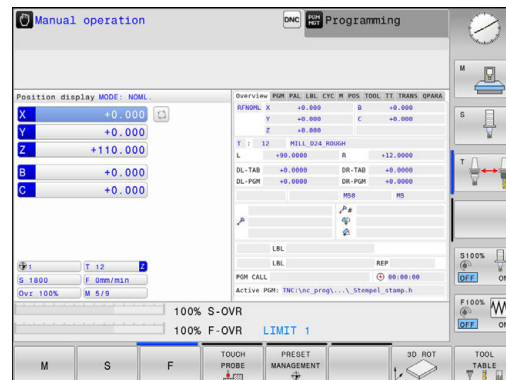 Manual operation
DNC
PGM MGT
Programming
Position display MODE: NOML.
X +0.000
Y +0.000
Z +110.000
B +0.000
C +0.000
1 T 12 Z
S 1800 F 0mm/min
Ovr 100% M 5/9
Overview PGM PAL LBL CYC M POS TOOL TT TRANS QPARA
RFNOML X +0.000 B +0.000
Y +0.000 C +0.000
Z +0.000
T : 12 MILL_D24_ROUGH
L +90.0000 R +12.0000
DL-TAB +0.0000 DR-TAB +0.0000
DL-PGM +0.0000 DR-PGM +0.0000
M50 M5
P#
P
LBL
LBL REP
PGM CALL 00:00:00
Active PGM: TNC:\nc_prog\..._Stempel_stamp.h
100% S-OVR
100% F-OVR LIMIT 1
M
S
T
S100%
OFF ON
F100%
OFF ON
M
S
F
TOUCH PROBE
PRESET MANAGEMENT
3D ROT
TOOL TABLE